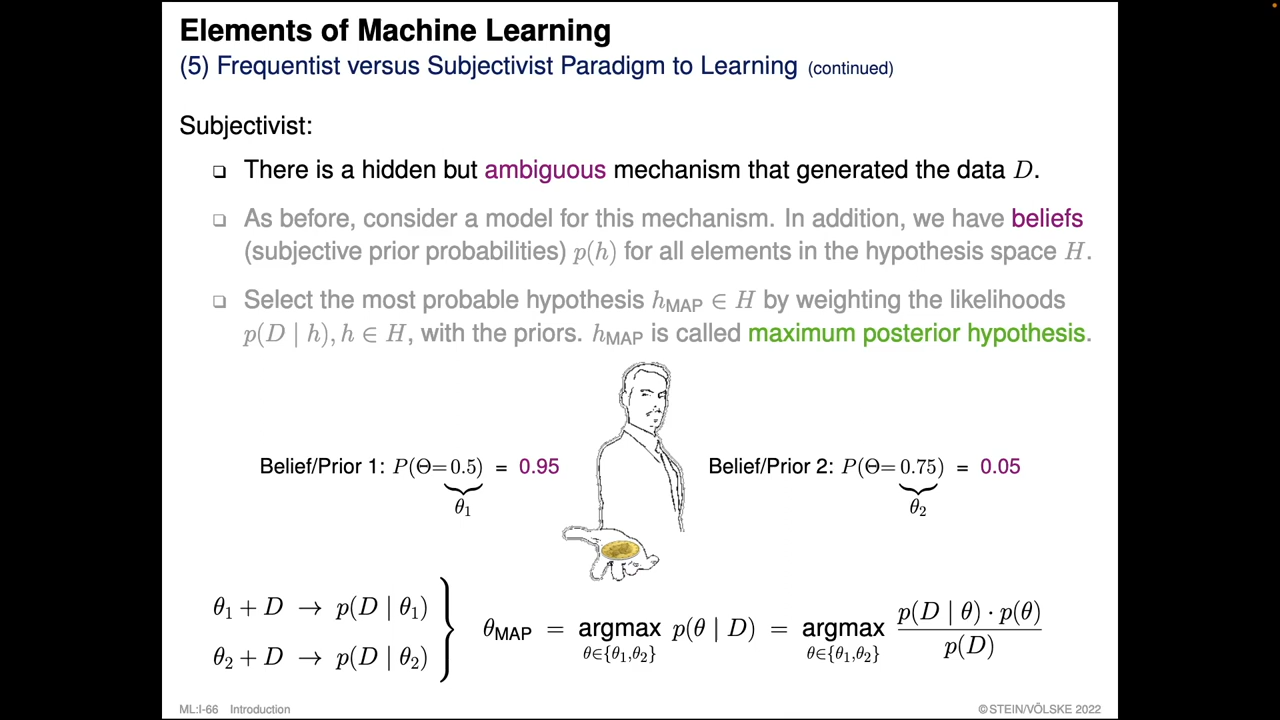 Elements of Machine Learning
(5) Frequentist versus Subjectivist Paradigm to Learning (continued)
Subjectivist:
❑ There is a hidden but ambiguous mechanism that generated the data D.
❑ As before, consider a model for this mechanism. In addition, we have beliefs
(subjective prior probabilities) p(h) for all elements in the hypothesis space H.
❑ Select the most probable hypothesis h_MAP ∈ H by weighting the likelihoods
p(D | h), h ∈ H, with the priors. h_MAP is called maximum posterior hypothesis.
Belief/Prior 1: P(Θ=0.5) = 0.95
θ₁
Belief/Prior 2: P(Θ=0.75) = 0.05
θ₂
θ₁ + D → p(D | θ₁)
θ₂ + D → p(D | θ₂)
θ_MAP = argmax_{θ∈{θ₁,θ₂}} p(θ | D) = argmax_{θ∈{θ₁,θ₂}} p(D | θ) · p(θ) / p(D)
ML:I-66 Introduction
© STEIN/VÖLSKE 2022